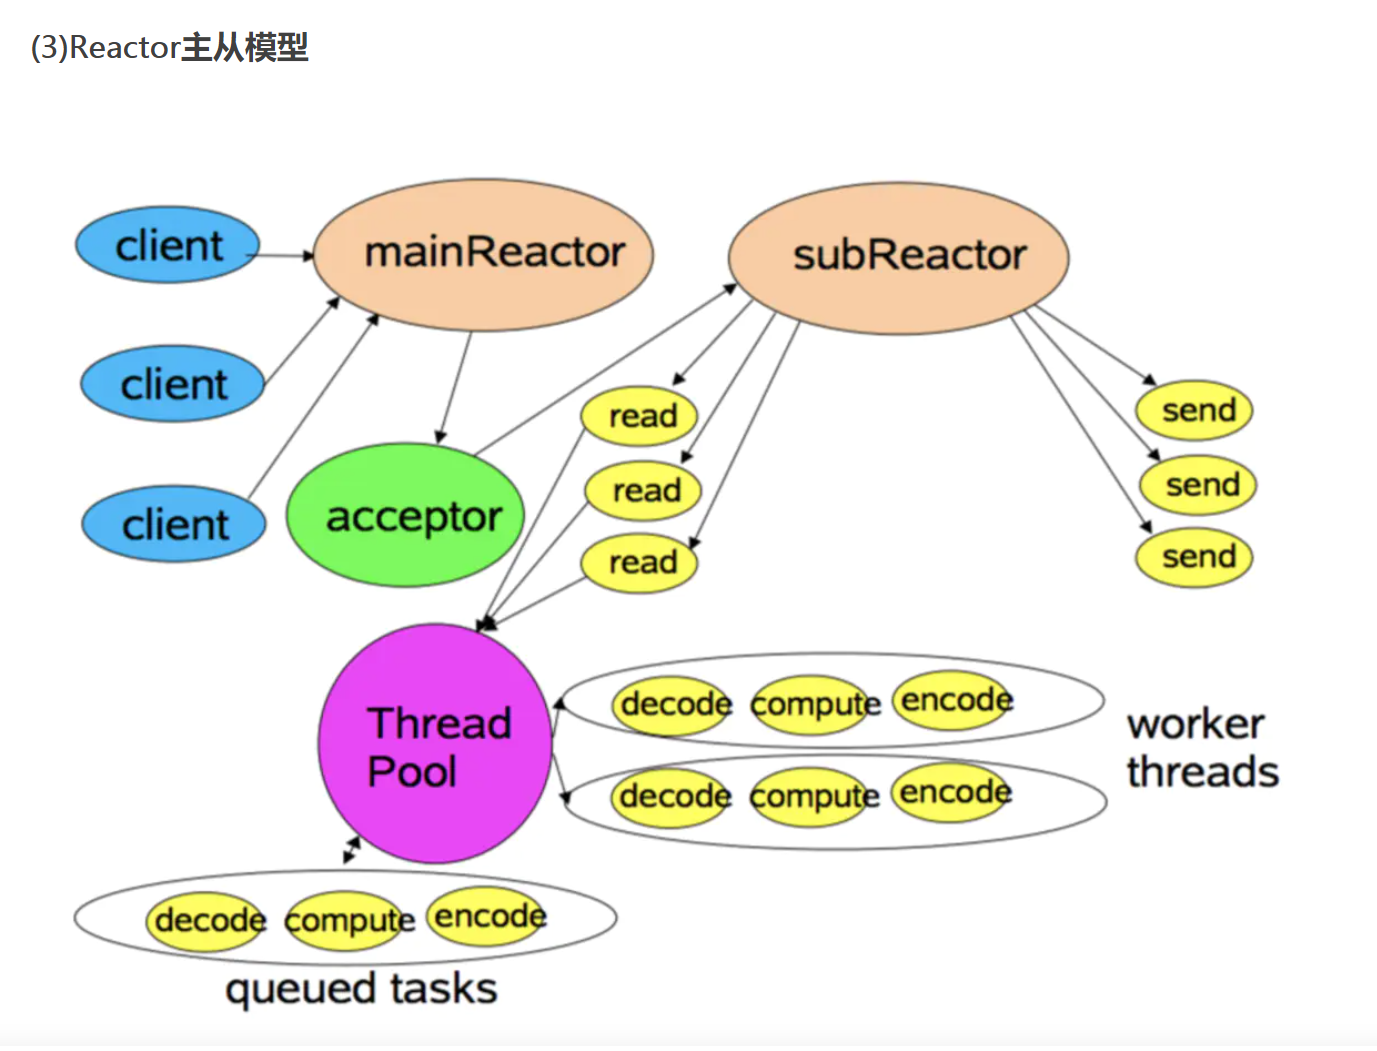 (3)Reactor主从模型
client
mainReactor
subReactor
client
read
send
read
send
client
acceptor
read
send
Thread
Pool
decode compute encode
worker
threads
decode compute encode
decode compute encode
queued tasks